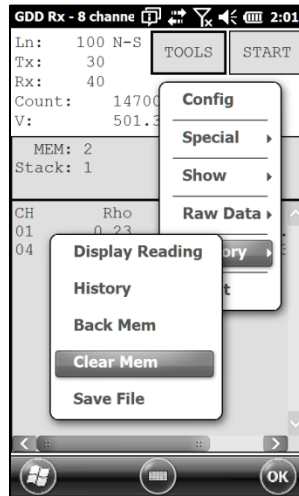 GDD Rx - 8 channe 2:01
Ln: 100 N-S
TOOLS START
Tx: 30
Rx: 40
Count: 14700
V: 501.3
MEM: 2
Stack: 1
CH Rho
01 0.23
04
Config
Special
Show
Raw Data
ory
t
Display Reading
History
Back Mem
Clear Mem
Save File
OK